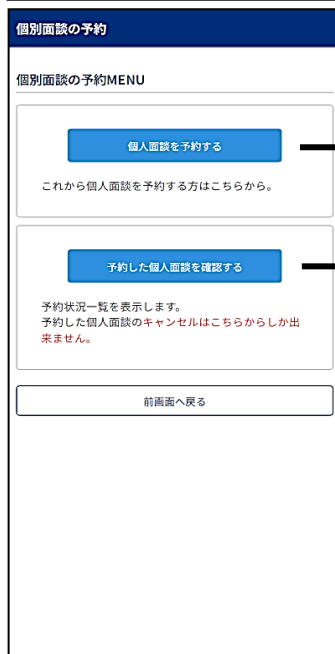 個別面談の予約
個別面談の予約MENU
個人面談を予約する
これから個人面談を予約する方はこちらから。
予約した個人面談を確認する
予約状況一覧を表示します。
予約した個人面談のキャンセルはこちらからしか出
来ません。
前画面へ戻る